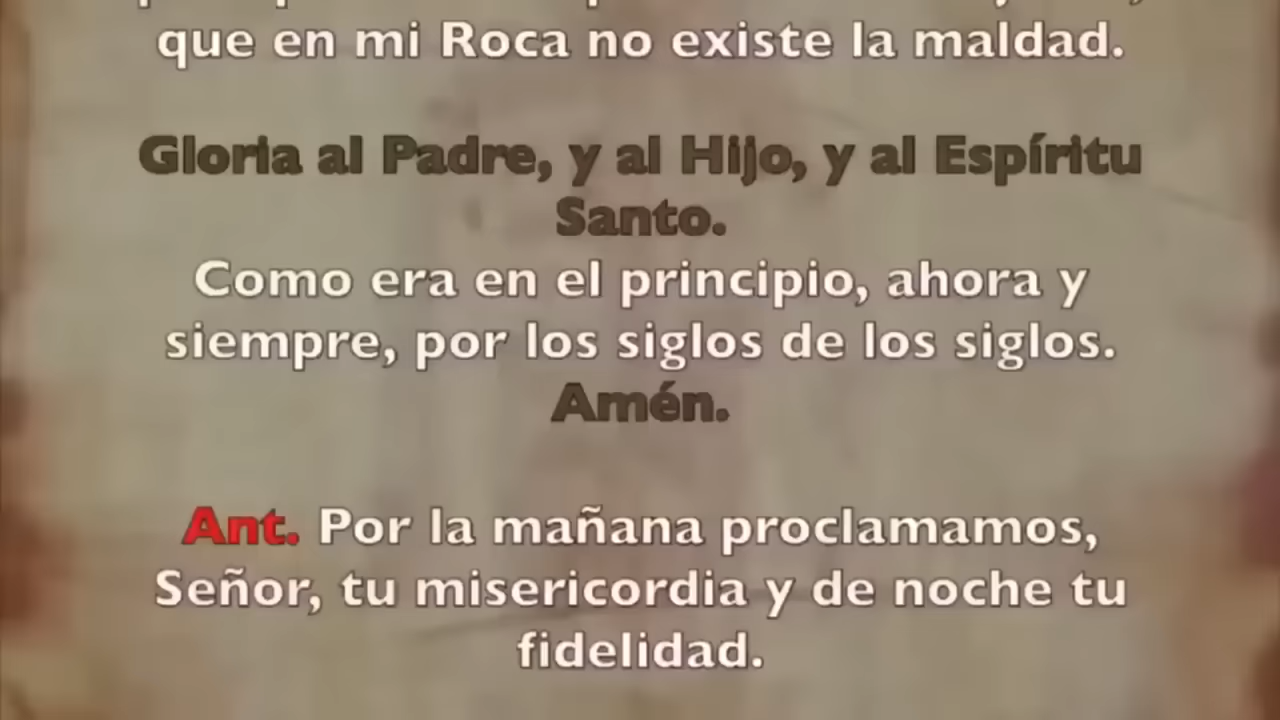 que en mi Roca no existe la maldad.
Gloria al Padre, y al Hijo, y al Espíritu
Santo.
Como era en el principio, ahora y
siempre, por los siglos de los siglos.
Amén.
Ant. Por la mañana proclamamos,
Señor, tu misericordia y de noche tu
fidelidad.